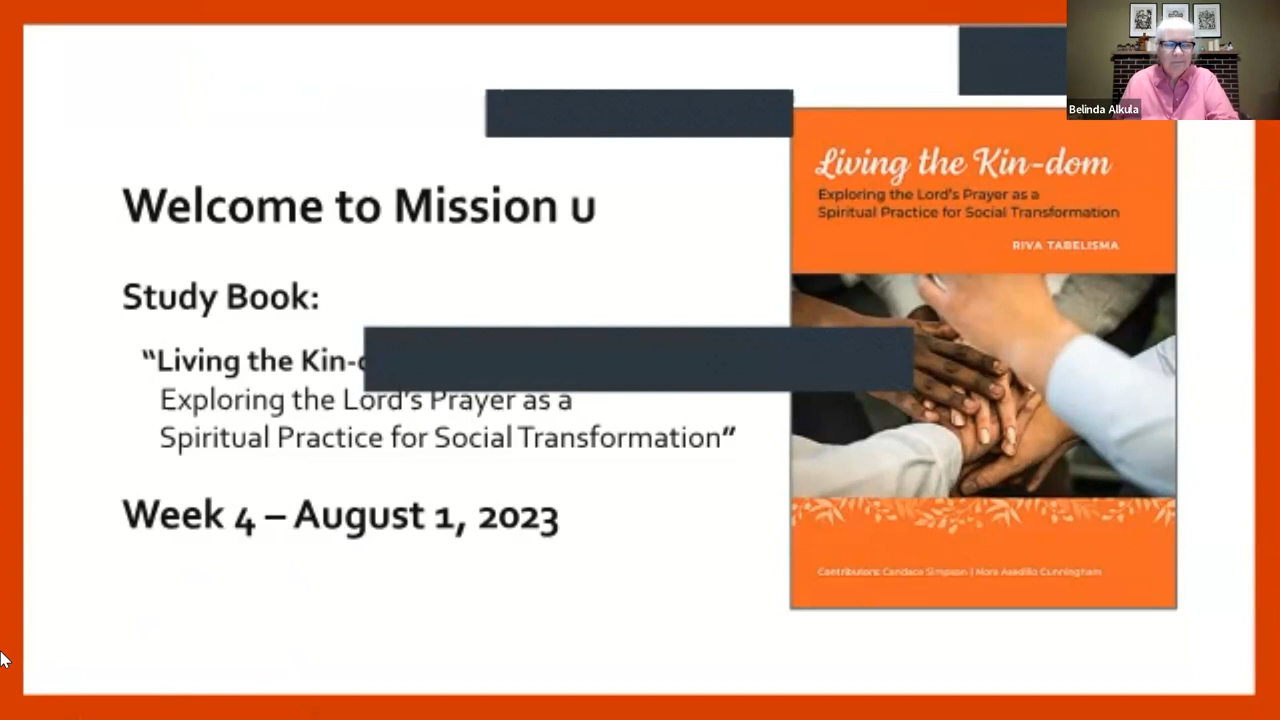 Belinda Alkula
Welcome to Mission u
Study Book:
“Living the Kin-
Exploring the Lord's Prayer as a
Spiritual Practice for Social Transformation”
Week 4 – August 1, 2023
Living the Kin-dom
Exploring the Lord's Prayer as a
Spiritual Practice for Social Transformation
RIVA TABELISMA
Contributors: Candace Simpson | Nora Asedillo Cunningham